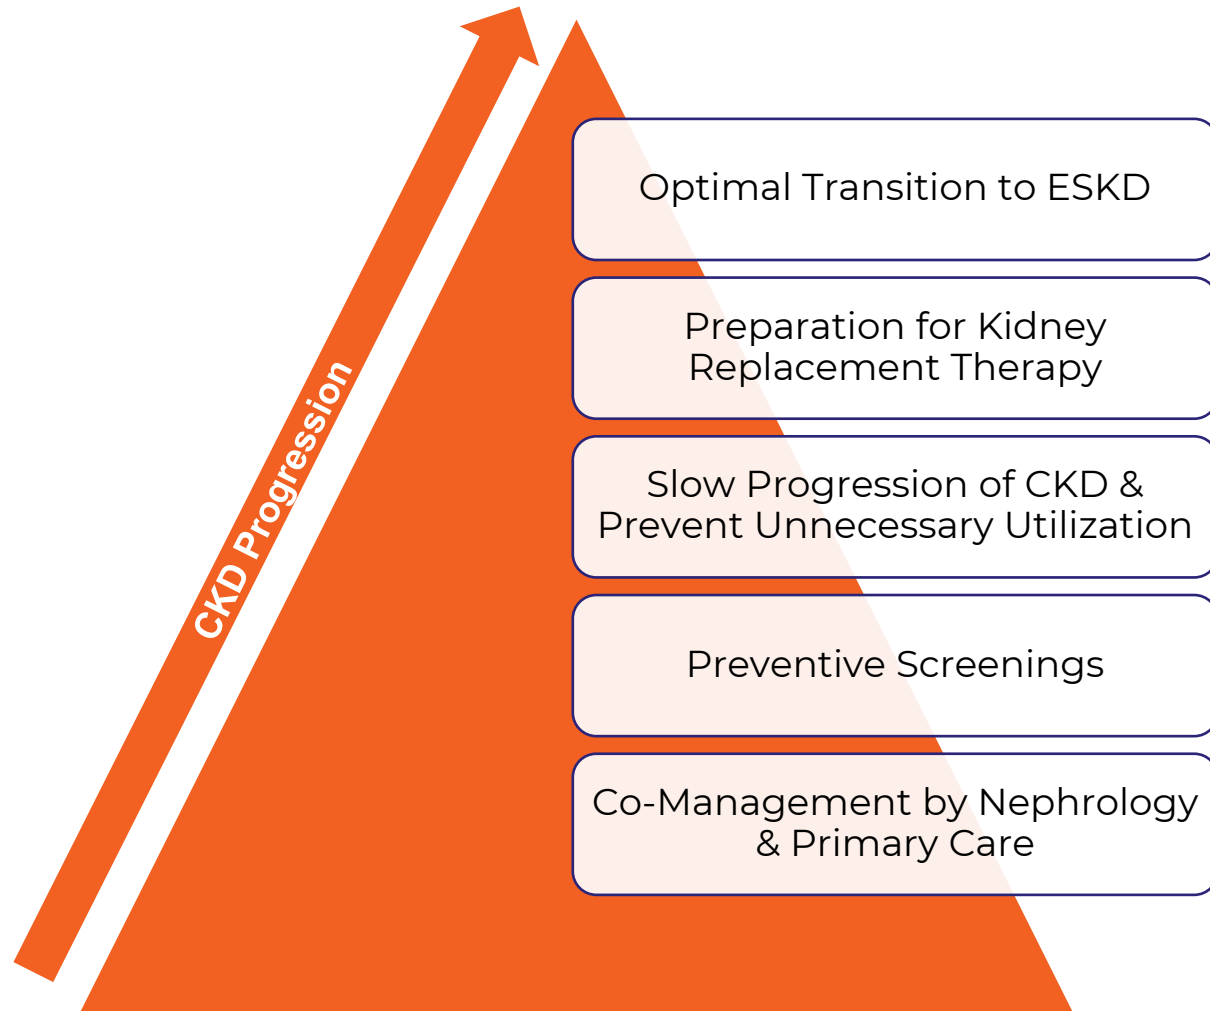 Optimal Transition to ESKD
Preparation for Kidney
Replacement Therapy
CKD Progression
Slow Progression of CKD &
Prevent Unnecessary Utilization
Preventive Screenings
Co-Management by Nephrology
& Primary Care